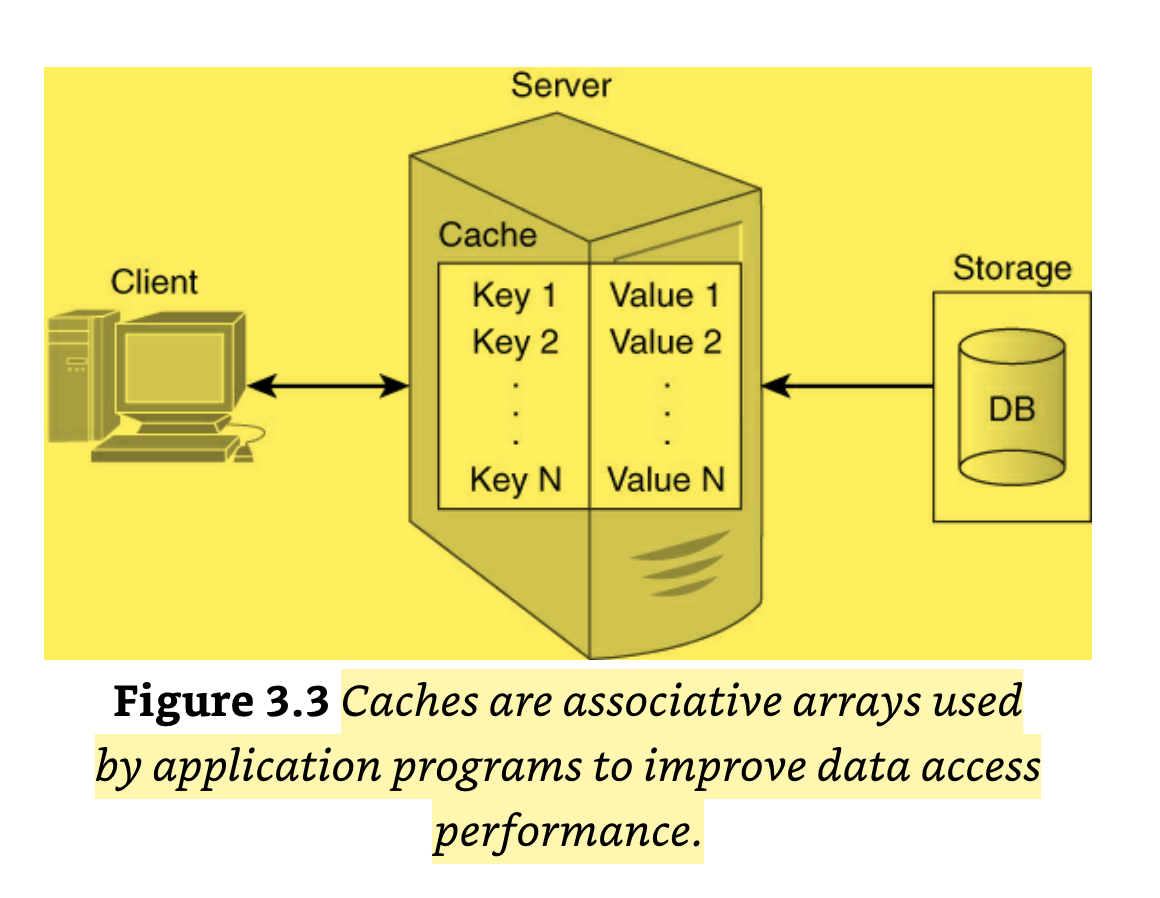 Server
Cache
Client
Storage
Key 1 Value 1
Key 2 Value 2
. .
. .
. .
DB
Key N Value N
Figure 3.3 Caches are associative arrays used
by application programs to improve data access
performance.